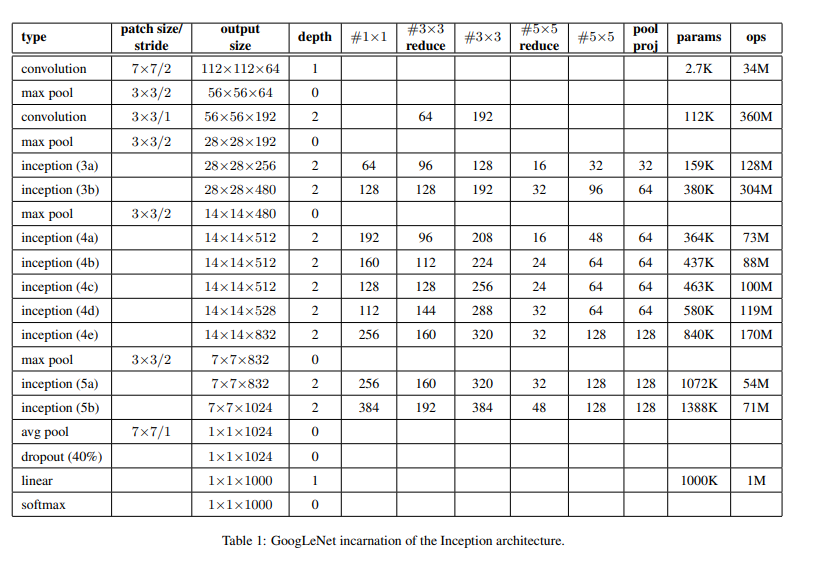 type patch size/ stride output size depth #1×1 #3×3 reduce #3×3 #5×5 reduce #5×5 pool proj params ops
convolution 7×7/2 112×112×64 1 2.7K 34M
max pool 3×3/2 56×56×64 0
convolution 3×3/1 56×56×192 2 64 192 112K 360M
max pool 3×3/2 28×28×192 0
inception (3a) 28×28×256 2 64 96 128 16 32 32 159K 128M
inception (3b) 28×28×480 2 128 128 192 32 96 64 380K 304M
max pool 3×3/2 14×14×480 0
inception (4a) 14×14×512 2 192 96 208 16 48 64 364K 73M
inception (4b) 14×14×512 2 160 112 224 24 64 64 437K 88M
inception (4c) 14×14×512 2 128 128 256 24 64 64 463K 100M
inception (4d) 14×14×528 2 112 144 288 32 64 64 580K 119M
inception (4e) 14×14×832 2 256 160 320 32 128 128 840K 170M
max pool 3×3/2 7×7×832 0
inception (5a) 7×7×832 2 256 160 320 32 128 128 1072K 54M
inception (5b) 7×7×1024 2 384 192 384 48 128 128 1388K 71M
avg pool 7×7/1 1×1×1024 0
dropout (40%) 1×1×1024 0
linear 1×1×1000 1 1000K 1M
softmax 1×1×1000 0
Table 1: GoogLeNet incarnation of the Inception architecture.